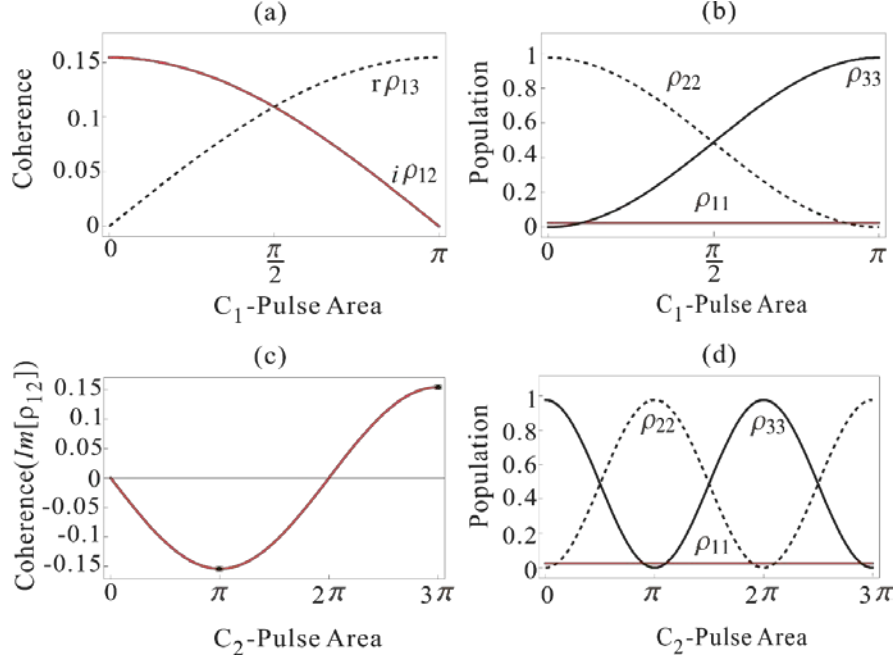 (a)
Coherence
0.15
0.1
0.05
0
r ρ13
i ρ12
0
π/2
π
C1-Pulse Area
(b)
Population
1
0.8
0.6
0.4
0.2
0
ρ22
ρ33
ρ11
0
π/2
π
C1-Pulse Area
(c)
Coherence(Im[ρ12])
0.15
0.1
0.05
0
-0.05
-0.1
-0.15
0
π
2π
3π
C2-Pulse Area
(d)
Population
1
0.8
0.6
0.4
0.2
0
ρ22
ρ33
ρ11
0
π
2π
3π
C2-Pulse Area